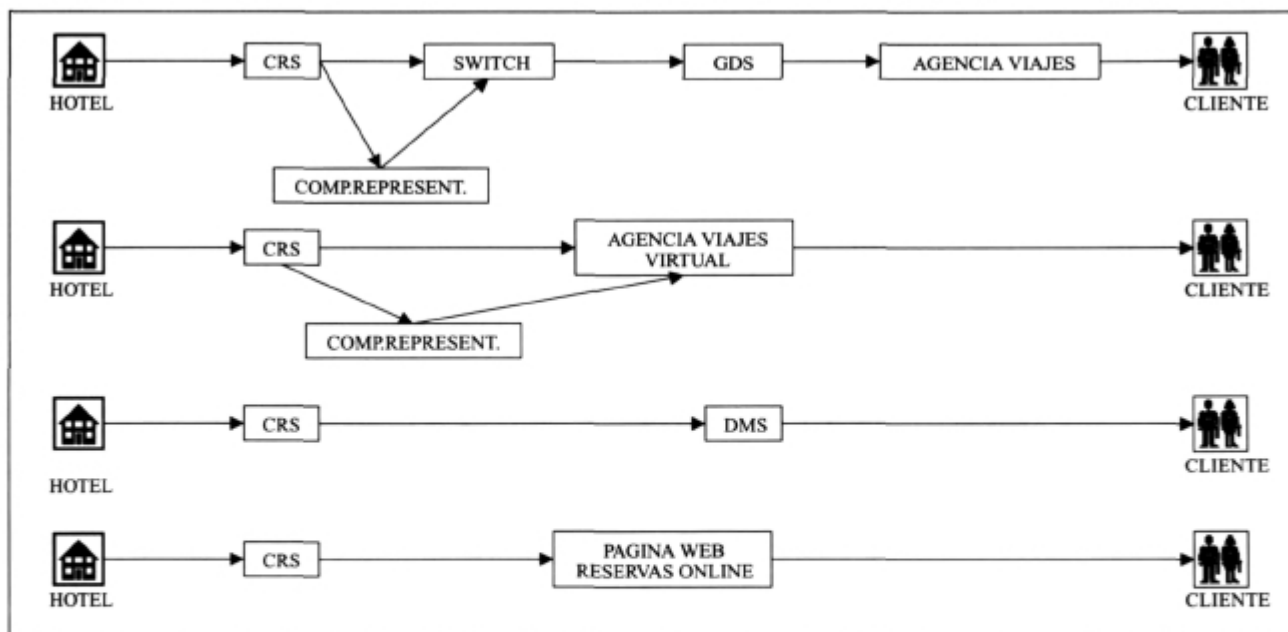 CRS
SWITCH
GDS
AGENCIA VIAJES
HOTEL
CLIENTE
COMP.REPRESENT.
CRS
AGENCIA VIAJES
VIRTUAL
HOTEL
CLIENTE
COMP.REPRESENT.
CRS
DMS
HOTEL
CLIENTE
CRS
PAGINA WEB
RESERVAS ONLINE
HOTEL
CLIENTE